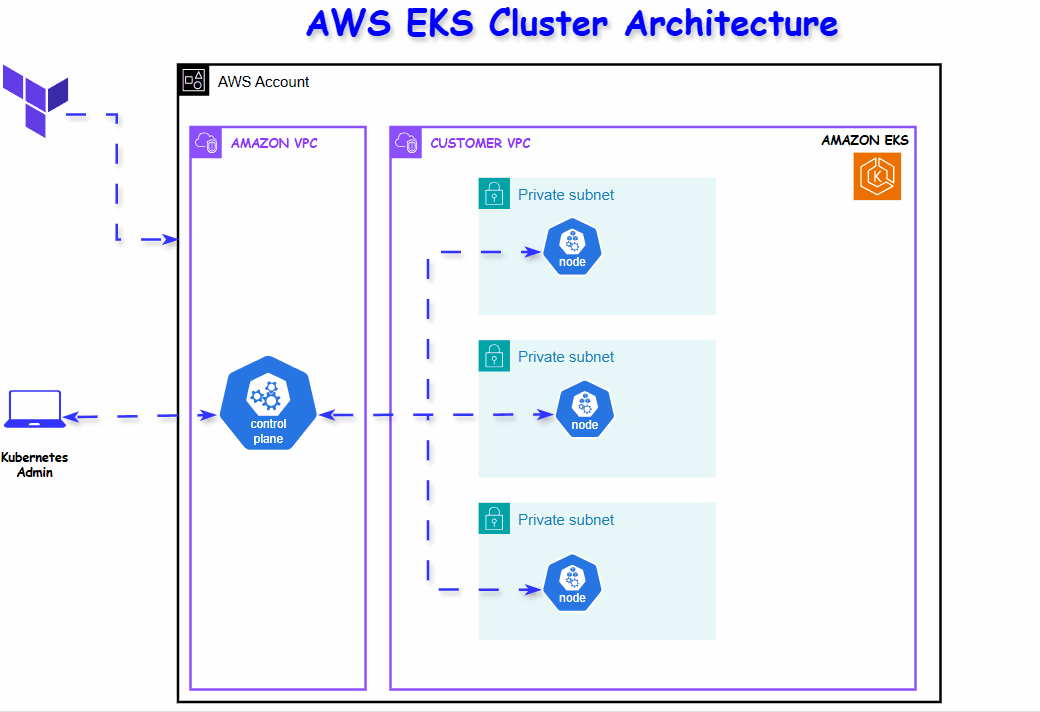 AWS EKS Cluster Architecture
AWS Account
AMAZON VPC
CUSTOMER VPC
AMAZON EKS
K
Private subnet
node
Private subnet
node
control
plane
Kubernetes
Admin
Private subnet
node